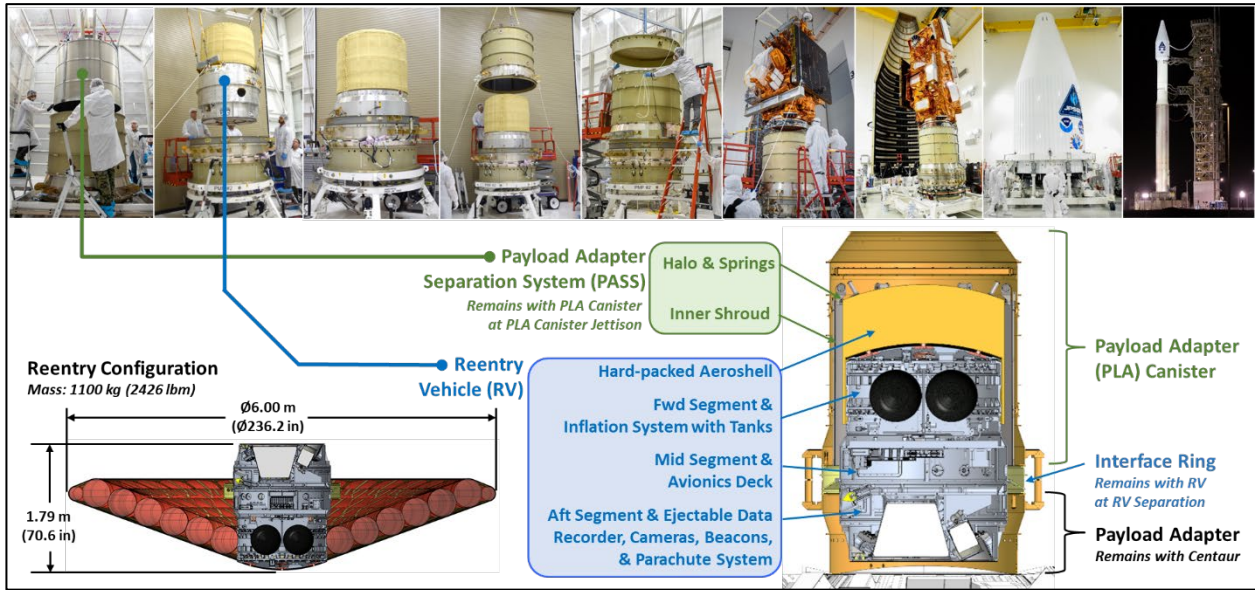 JPSS
Payload Adapter
Separation System (PASS)
Remains with PLA Canister
at PLA Canister Jettison
Halo & Springs
Inner Shroud
Reentry
Vehicle (RV)
Hard-packed Aeroshell
Fwd Segment &
Inflation System with Tanks
Mid Segment &
Avionics Deck
Aft Segment & Ejectable Data
Recorder, Cameras, Beacons,
& Parachute System
Payload Adapter
(PLA) Canister
Interface Ring
Remains with RV
at RV Separation
Payload Adapter
Remains with Centaur
Reentry Configuration
Mass: 1100 kg (2426 lbm)
Ø6.00 m
(Ø236.2 in)
1.79 m
(70.6 in)